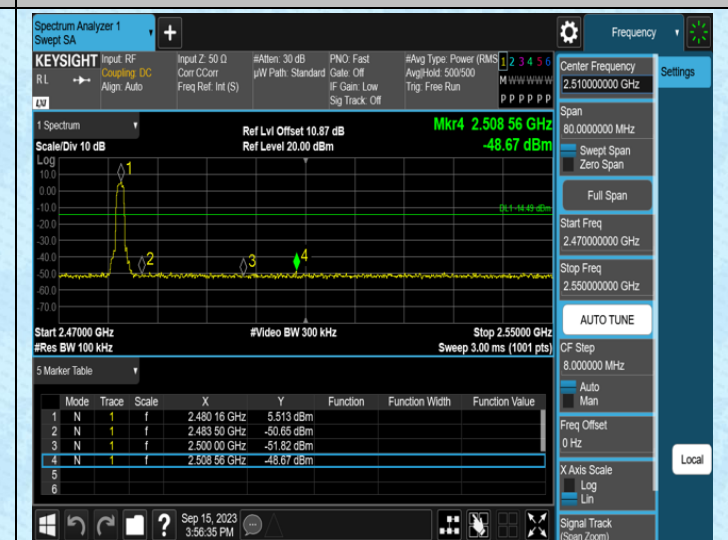 Spectrum Analyzer 1
Swept SA
+
Frequency
KEYSIGHT
RL
LXI
Input: RF
Coupling: DC
Align: Auto
Input Z: 50 Ω
Corr CCorr
Freq Ref: Int (S)
#Atten: 30 dB
µW Path: Standard
PNO: Fast
Gate: Off
IF Gain: Low
Sig Track: Off
#Avg Type: Power (RMS
Avg|Hold: 500/500
Trig: Free Run
1 2 3 4 5 6
M W W W W W
P P P P P P
1 Spectrum
Scale/Div 10 dB
Ref Lvl Offset 10.87 dB
Ref Level 20.00 dBm
Mkr4 2.508 56 GHz
-48.67 dBm
Log
10.0
0.00
-10.0
-20.0
-30.0
-40.0
-50.0
-60.0
-70.0
1
2
3
4
DL1 -14.49 dBm
Start 2.47000 GHz
#Res BW 100 kHz
#Video BW 300 kHz
Stop 2.55000 GHz
Sweep 3.00 ms (1001 pts)
5 Marker Table
Mode Trace Scale X Y Function Function Width Function Value
1 N 1 f 2.480 16 GHz 5.513 dBm
2 N 1 f 2.483 50 GHz -50.65 dBm
3 N 1 f 2.500 00 GHz -51.82 dBm
4 N 1 f 2.508 56 GHz -48.67 dBm
5
6
?
Sep 15, 2023
3:56:35 PM
Center Frequency
2.510000000 GHz
Settings
Span
80.0000000 MHz
Swept Span
Zero Span
Full Span
Start Freq
2.470000000 GHz
Stop Freq
2.550000000 GHz
AUTO TUNE
CF Step
8.000000 MHz
Auto
Man
Freq Offset
0 Hz
X Axis Scale
Log
Lin
Local
Signal Track
(Span Zoom)